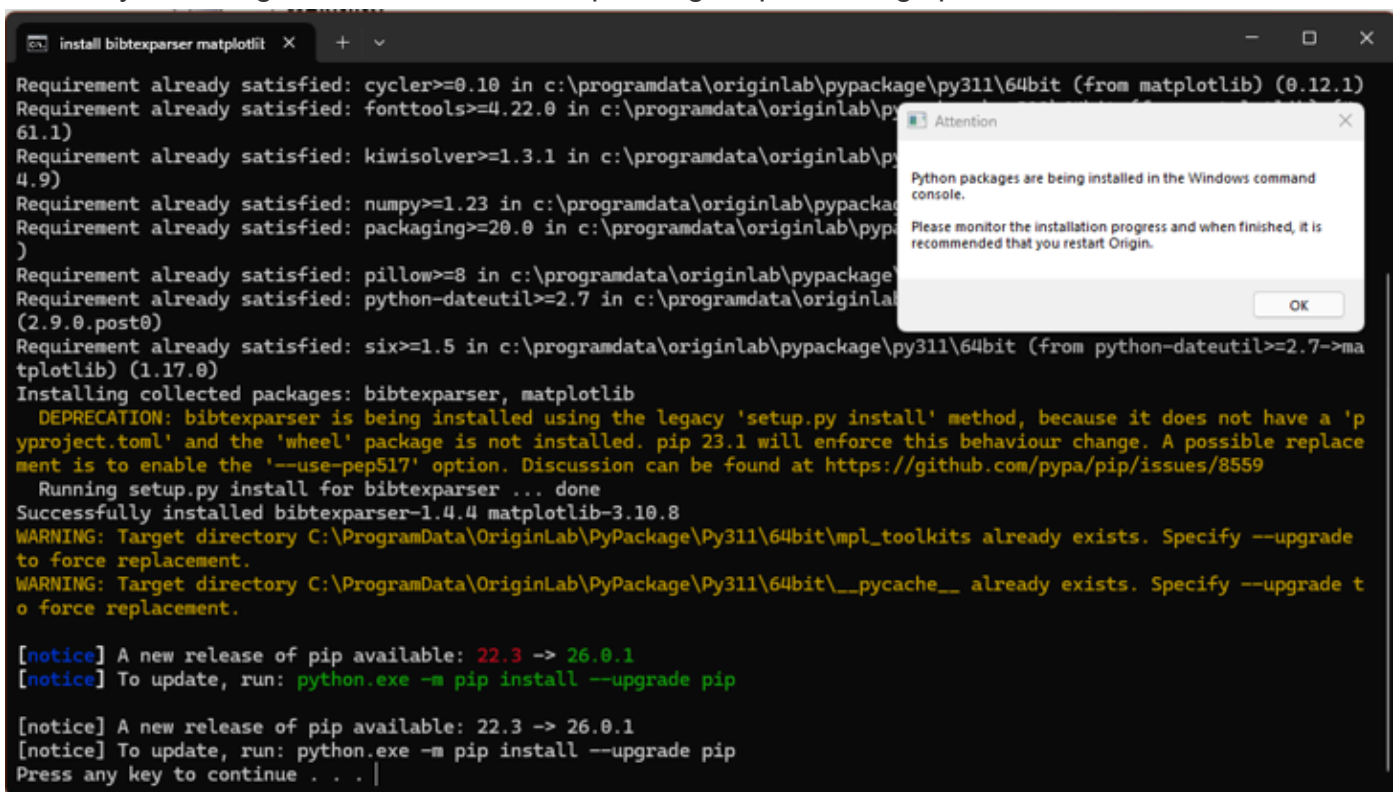 install bibtexparser matplotlit
Requirement already satisfied: cycler>=0.10 in c:\programdata\originlab\pypackage\py311\64bit (from matplotlib) (0.12.1)
Requirement already satisfied: fonttools>=4.22.0 in c:\programdata\originlab\py
61.1)
Requirement already satisfied: kiwisolver>=1.3.1 in c:\programdata\originlab\py
4.9)
Requirement already satisfied: numpy>=1.23 in c:\programdata\originlab\pypackag
Requirement already satisfied: packaging>=20.0 in c:\programdata\originlab\pypa
)
Requirement already satisfied: pillow>=8 in c:\programdata\originlab\pypackage\
Requirement already satisfied: python-dateutil>=2.7 in c:\programdata\originlab
(2.9.0.post0)
Requirement already satisfied: six>=1.5 in c:\programdata\originlab\pypackage\py311\64bit (from python-dateutil>=2.7->ma
tplotlib) (1.17.0)
Installing collected packages: bibtexparser, matplotlib
DEPRECATION: bibtexparser is being installed using the legacy 'setup.py install' method, because it does not have a 'p
yproject.toml' and the 'wheel' package is not installed. pip 23.1 will enforce this behaviour change. A possible replace
ment is to enable the '--use-pep517' option. Discussion can be found at https://github.com/pypa/pip/issues/8559
Running setup.py install for bibtexparser ... done
Successfully installed bibtexparser-1.4.4 matplotlib-3.10.8
WARNING: Target directory C:\ProgramData\OriginLab\PyPackage\Py311\64bit\mpl_toolkits already exists. Specify --upgrade
to force replacement.
WARNING: Target directory C:\ProgramData\OriginLab\PyPackage\Py311\64bit\__pycache__ already exists. Specify --upgrade t
o force replacement.
[notice] A new release of pip available: 22.3 -> 26.0.1
[notice] To update, run: python.exe -m pip install --upgrade pip
[notice] A new release of pip available: 22.3 -> 26.0.1
[notice] To update, run: python.exe -m pip install --upgrade pip
Press any key to continue . . .
Attention
Python packages are being installed in the Windows command
console.
Please monitor the installation progress and when finished, it is
recommended that you restart Origin.
OK